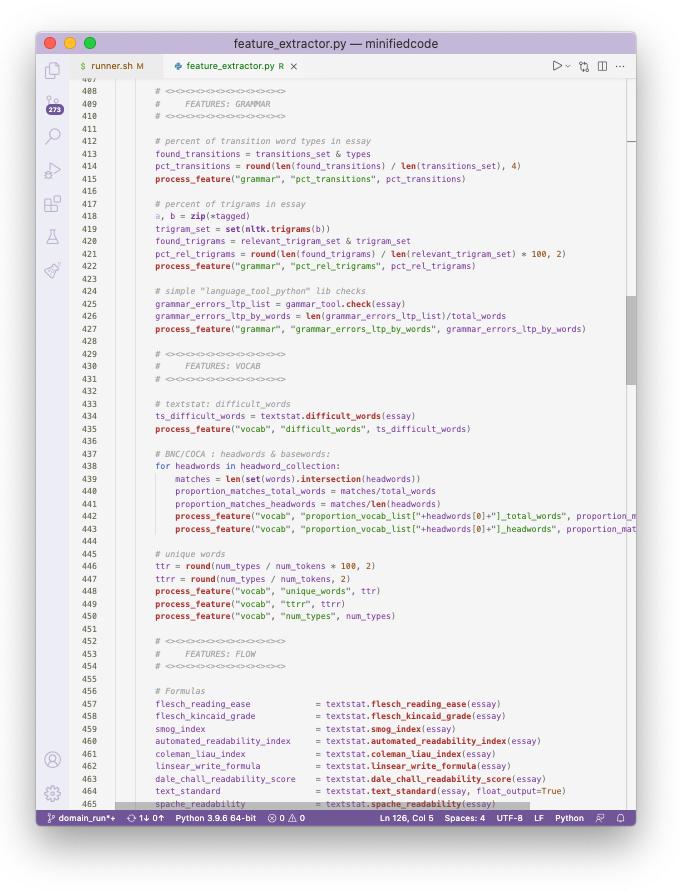 feature_extractor.py — minifiedcode
$ runner.sh M
feature_extractor.py R ×
273
407
408 # <><><><><><><><><><><><>
409 # FEATURES: GRAMMAR
410 # <><><><><><><><><><><><>
411
412 # percent of transition word types in essay
413 found_transitions = transitions_set & types
414 pct_transitions = round(len(found_transitions) / len(transitions_set), 4)
415 process_feature("grammar", "pct_transitions", pct_transitions)
416
417 # percent of trigrams in essay
418 a, b = zip(*tagged)
419 trigram_set = set(nltk.trigrams(b))
420 found_trigrams = relevant_trigram_set & trigram_set
421 pct_rel_trigrams = round(len(found_trigrams) / len(relevant_trigram_set) * 100, 2)
422 process_feature("grammar", "pct_rel_trigrams", pct_rel_trigrams)
423
424 # simple "language_tool_python" lib checks
425 grammar_errors_ltp_list = gammar_tool.check(essay)
426 grammar_errors_ltp_by_words = len(grammar_errors_ltp_list)/total_words
427 process_feature("grammar", "grammar_errors_ltp_by_words", grammar_errors_ltp_by_words)
428
429 # <><><><><><><><><><><><>
430 # FEATURES: VOCAB
431 # <><><><><><><><><><><><>
432
433 # textstat: difficult_words
434 ts_difficult_words = textstat.difficult_words(essay)
435 process_feature("vocab", "difficult_words", ts_difficult_words)
436
437 # BNC/COCA : headwords & basewords:
438 for headwords in headword_collection:
439 matches = len(set(words).intersection(headwords))
440 proportion_matches_total_words = matches/total_words
441 proportion_matches_headwords = matches/len(headwords)
442 process_feature("vocab", "proportion_vocab_list["+headwords[0]+"]_total_words", proportion_m
443 process_feature("vocab", "proportion_vocab_list["+headwords[0]+"]_headwords", proportion_mat
444
445 # unique words
446 ttr = round(num_types / num_tokens * 100, 2)
447 ttrr = round(num_types / num_tokens, 2)
448 process_feature("vocab", "unique_words", ttr)
449 process_feature("vocab", "ttrr", ttrr)
450 process_feature("vocab", "num_types", num_types)
451
452 # <><><><><><><><><><><><>
453 # FEATURES: FLOW
454 # <><><><><><><><><><><><>
455
456 # Formulas
457 flesch_reading_ease = textstat.flesch_reading_ease(essay)
458 flesch_kincaid_grade = textstat.flesch_kincaid_grade(essay)
459 smog_index = textstat.smog_index(essay)
460 automated_readability_index = textstat.automated_readability_index(essay)
461 coleman_liau_index = textstat.coleman_liau_index(essay)
462 linsear_write_formula = textstat.linsear_write_formula(essay)
463 dale_chall_readability_score = textstat.dale_chall_readability_score(essay)
464 text_standard = textstat.text_standard(essay, float_output=True)
465 spache_readability = textstat.spache_readability(essay)
domain_run*+ 1↓ 0↑ Python 3.9.6 64-bit 0 0 Ln 126, Col 5 Spaces: 4 UTF-8 LF Python